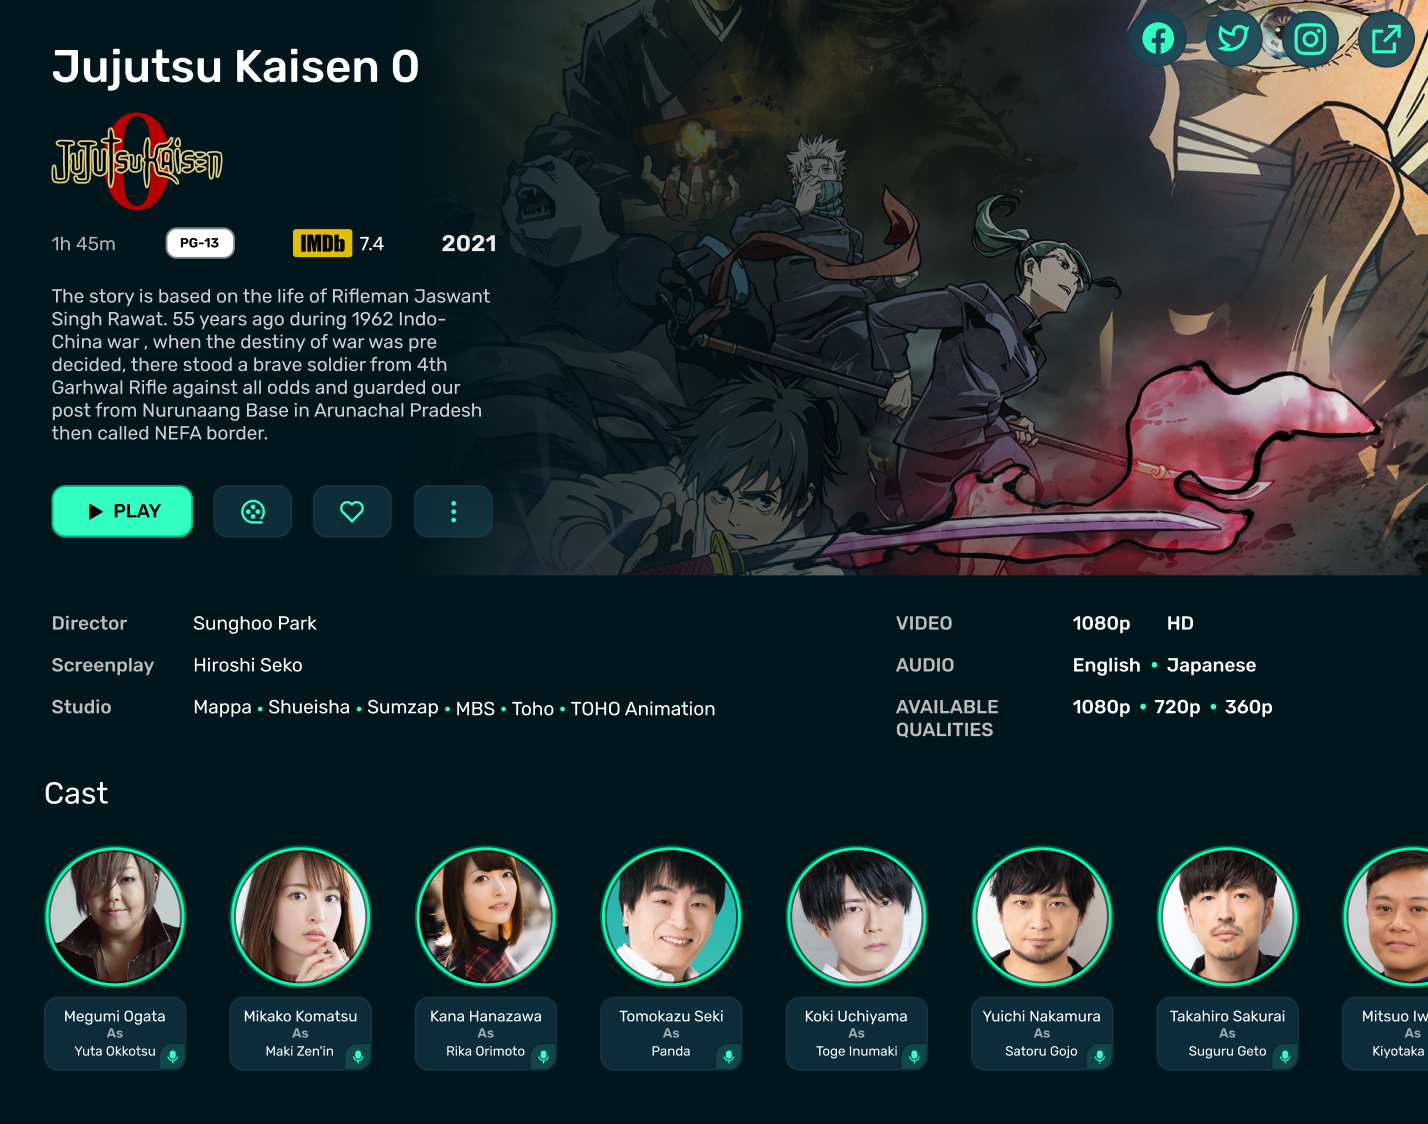 Jujutsu Kaisen 0
JujutsuKaisen
0
1h 45m PG-13 IMDb 7.4 2021
The story is based on the life of Rifleman Jaswant
Singh Rawat. 55 years ago during 1962 Indo-
China war , when the destiny of war was pre
decided, there stood a brave soldier from 4th
Garhwal Rifle against all odds and guarded our
post from Nurunaang Base in Arunachal Pradesh
then called NEFA border.
PLAY
Director Sunghoo Park
Screenplay Hiroshi Seko
Studio Mappa • Shueisha • Sumzap • MBS • Toho • TOHO Animation
VIDEO 1080p HD
AUDIO English • Japanese
AVAILABLE QUALITIES 1080p • 720p • 360p
Cast
Megumi Ogata
As
Yuta Okkotsu
Mikako Komatsu
As
Maki Zen'in
Kana Hanazawa
As
Rika Orimoto
Tomokazu Seki
As
Panda
Koki Uchiyama
As
Toge Inumaki
Yuichi Nakamura
As
Satoru Gojo
Takahiro Sakurai
As
Suguru Geto
Mitsuo Iw
As
Kiyotaka